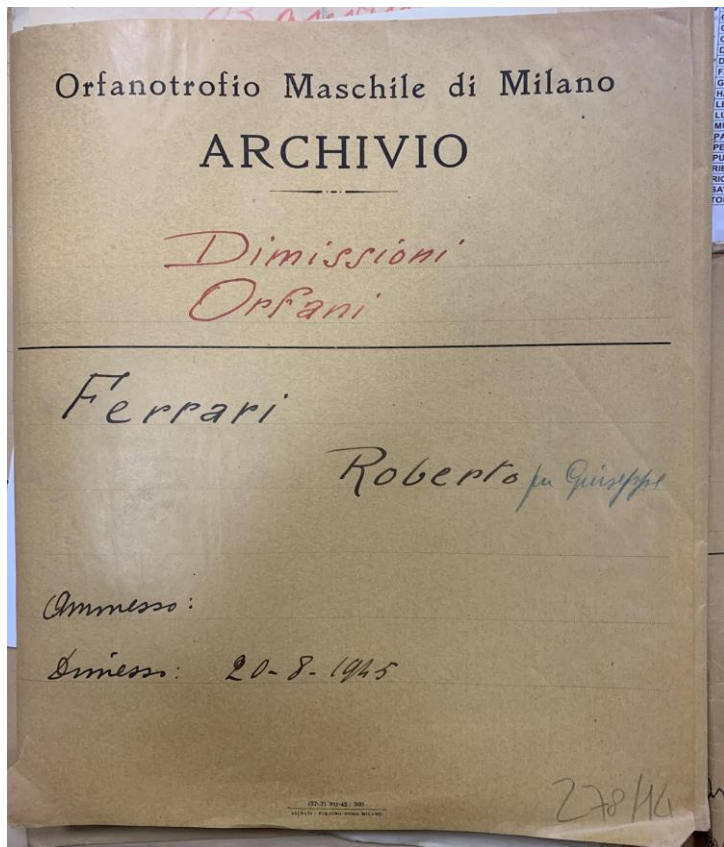 Orfanotrofio Maschile di Milano
ARCHIVIO
Dimissioni
Orfani
Ferrari
Roberto fu Giuseppe
Ammesso:
Dimesso: 20-8-1945
278/14